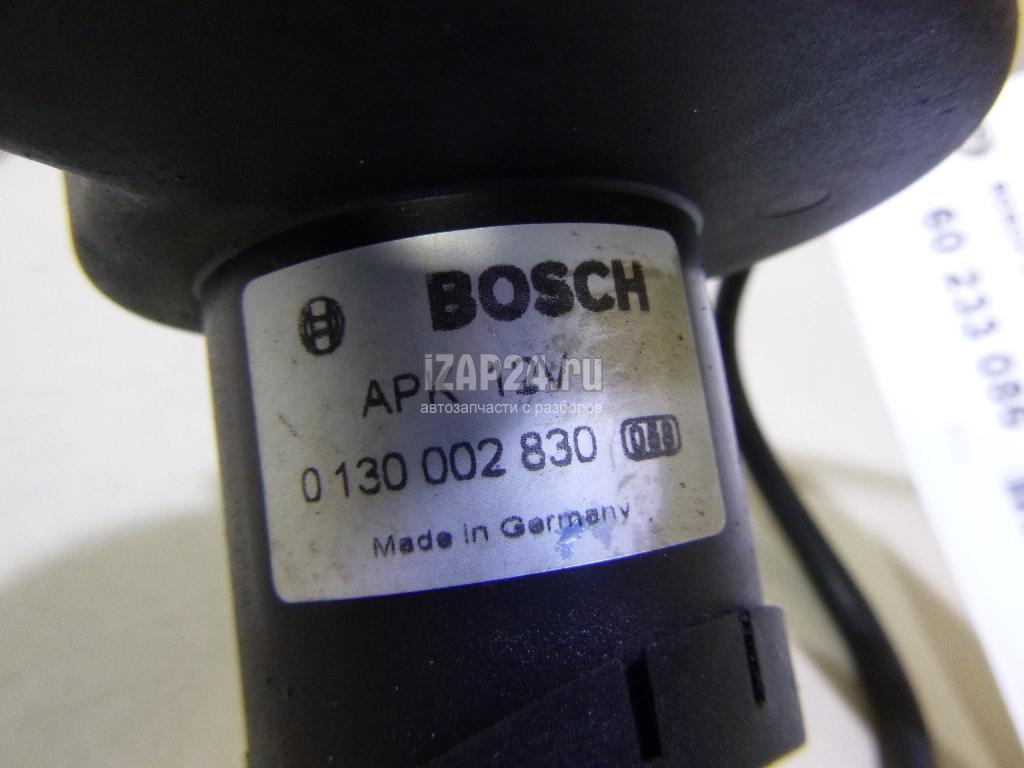 BOSCH
APK 12V
0 130 002 830
Made in Germany
iZAP24.ru
автозапчасти с разборов
60 233 086